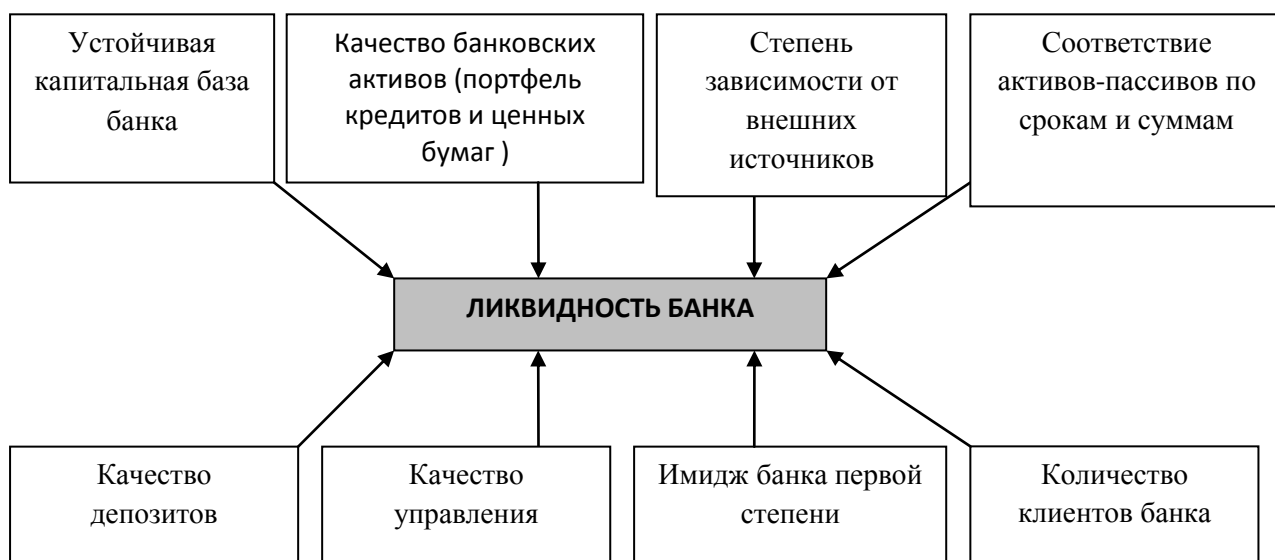 Устойчивая
капитальная база
банка
Качество банковских
активов (портфель
кредитов и ценных
бумаг )
Степень
зависимости от
внешних
источников
Соответствие
активов-пассивов по
срокам и суммам
ЛИКВИДНОСТЬ БАНКА
Качество
депозитов
Качество
управления
Имидж банка первой
степени
Количество
клиентов банка